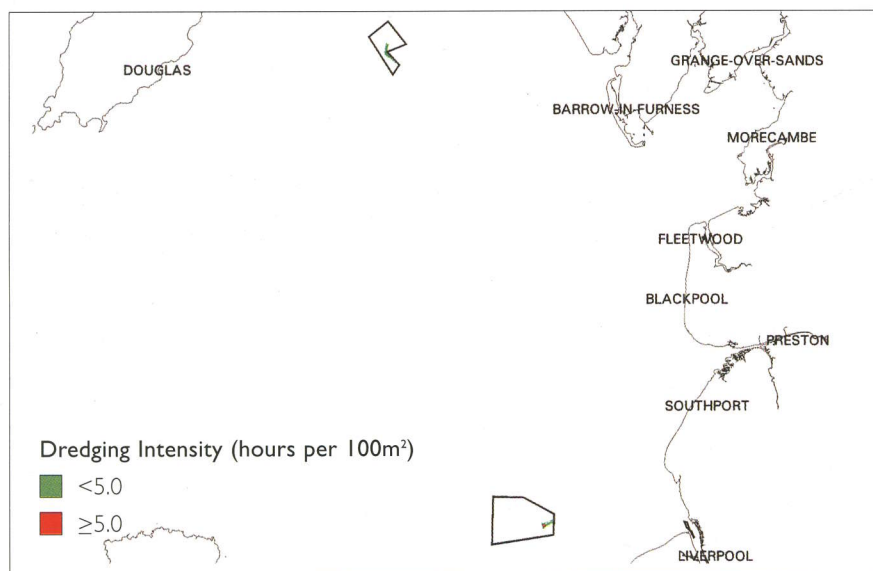 DOUGLAS
GRANGE-OVER-SANDS
BARROW-IN-FURNESS
MORECAMBE
FLEETWOOD
BLACKPOOL
PRESTON
SOUTHPORT
Dredging Intensity (hours per 100m²)
<5.0
≥5.0
LIVERPOOL